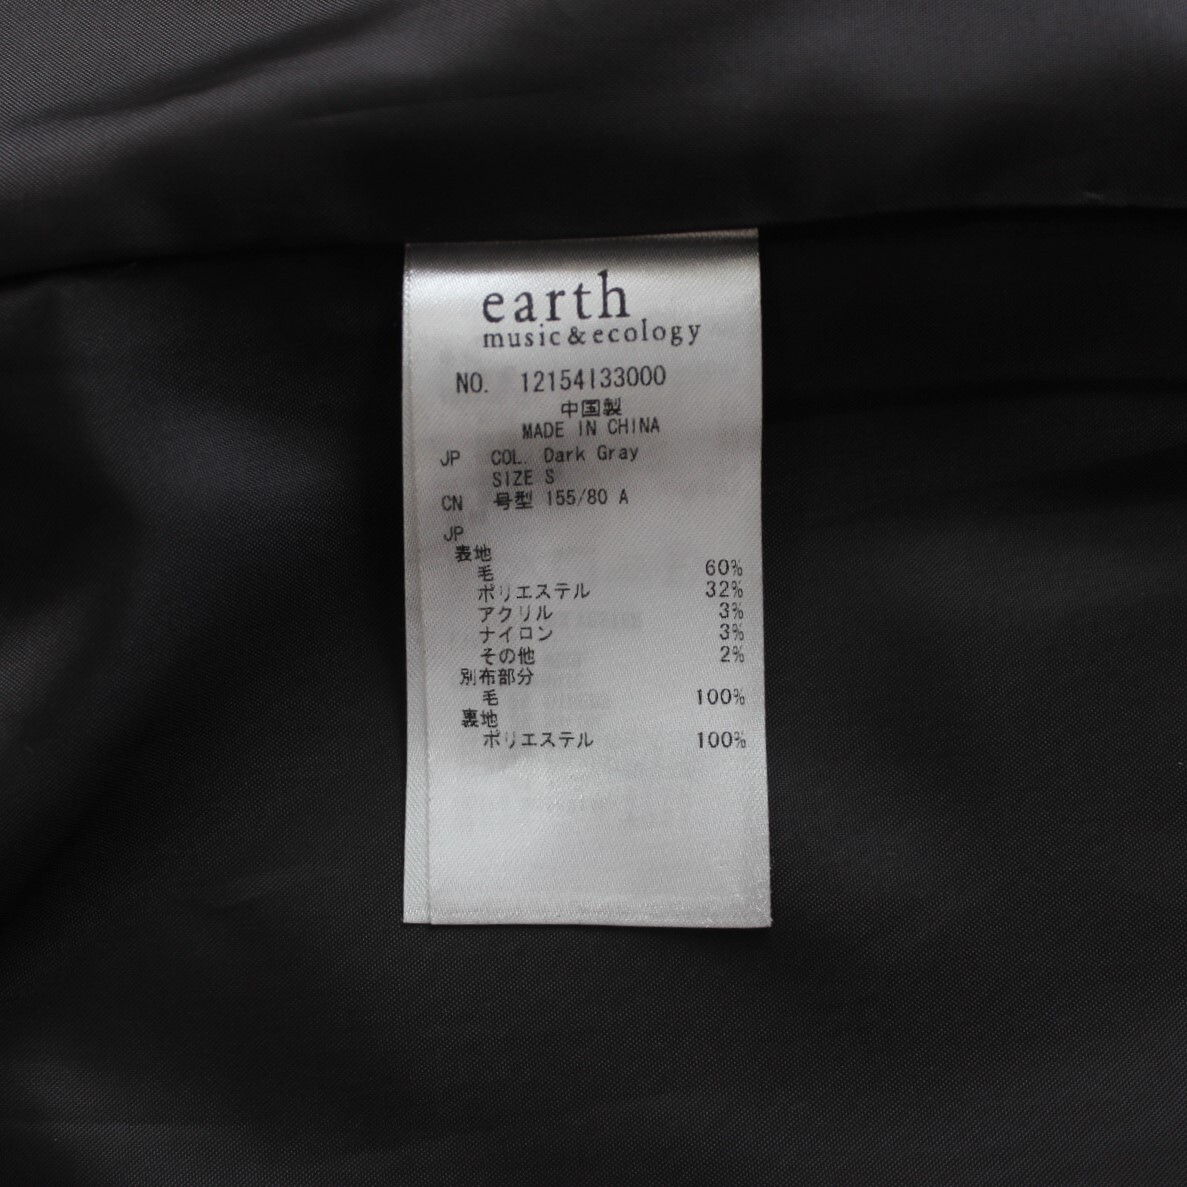 earth
music&ecology
NO. 12154133000
中国製
MADE IN CHINA
JP COL. Dark Gray
SIZE S
CN 号型 155/80 A
JP
表地
毛 60%
ポリエステル 32%
アクリル 3%
ナイロン 3%
その他 2%
別布部分
毛 100%
裏地
ポリエステル 100%